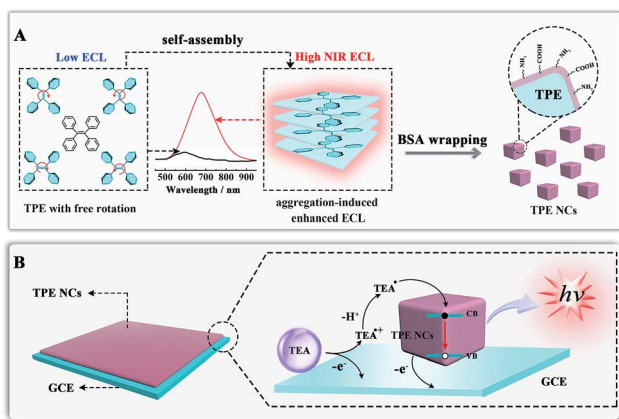 A
Low ECL
self-assembly
High NIR ECL
TPE with free rotation
500 600 700 800 900
Wavelength / nm
aggregation-induced
enhanced ECL
BSA wrapping
NH₂
COOH
NH₂
COOH
NH₂
TPE
TPE NCs
B
TPE NCs
GCE
TEA
-e⁻
TEA•⁺
-H⁺
TEA•
TPE NCs
-e⁻
CB
VB
GCE
hν